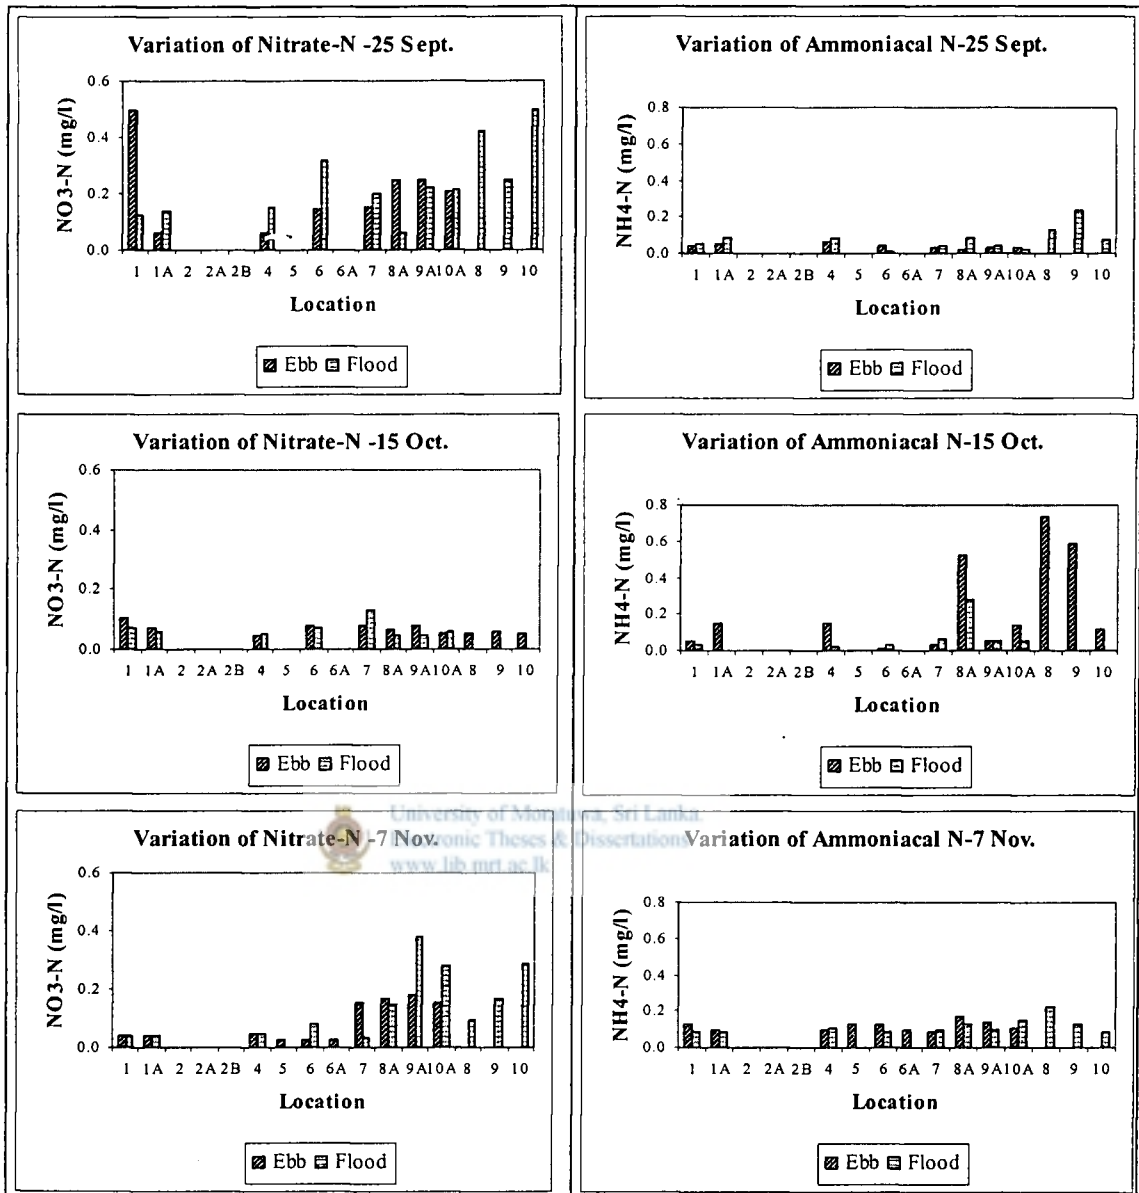 Variation of Nitrate-N -25 Sept.
NO3-N (mg/l)
0.6
0.4
0.2
0.0
1 1A 2 2A 2B 4 5 6 6A 7 8A 9A 10A 8 9 10
Location
Ebb Flood
Variation of Ammoniacal N-25 Sept.
NH4-N (mg/l)
0.8
0.6
0.4
0.2
0.0
1 1A 2 2A 2B 4 5 6 6A 7 8A 9A 10A 8 9 10
Location
Ebb Flood
Variation of Nitrate-N -15 Oct.
NO3-N (mg/l)
0.6
0.4
0.2
0.0
1 1A 2 2A 2B 4 5 6 6A 7 8A 9A 10A 8 9 10
Location
Ebb Flood
Variation of Ammoniacal N-15 Oct.
NH4-N (mg/l)
0.8
0.6
0.4
0.2
0.0
1 1A 2 2A 2B 4 5 6 6A 7 8A 9A 10A 8 9 10
Location
Ebb Flood
University of Moratuwa, Sri Lanka.
Electronic Theses & Dissertations
www.lib.mrt.ac.lk
Variation of Nitrate-N -7 Nov.
NO3-N (mg/l)
0.6
0.4
0.2
0.0
1 1A 2 2A 2B 4 5 6 6A 7 8A 9A 10A 8 9 10
Location
Ebb Flood
Variation of Ammoniacal N-7 Nov.
NH4-N (mg/l)
0.8
0.6
0.4
0.2
0.0
1 1A 2 2A 2B 4 5 6 6A 7 8A 9A 10A 8 9 10
Location
Ebb Flood